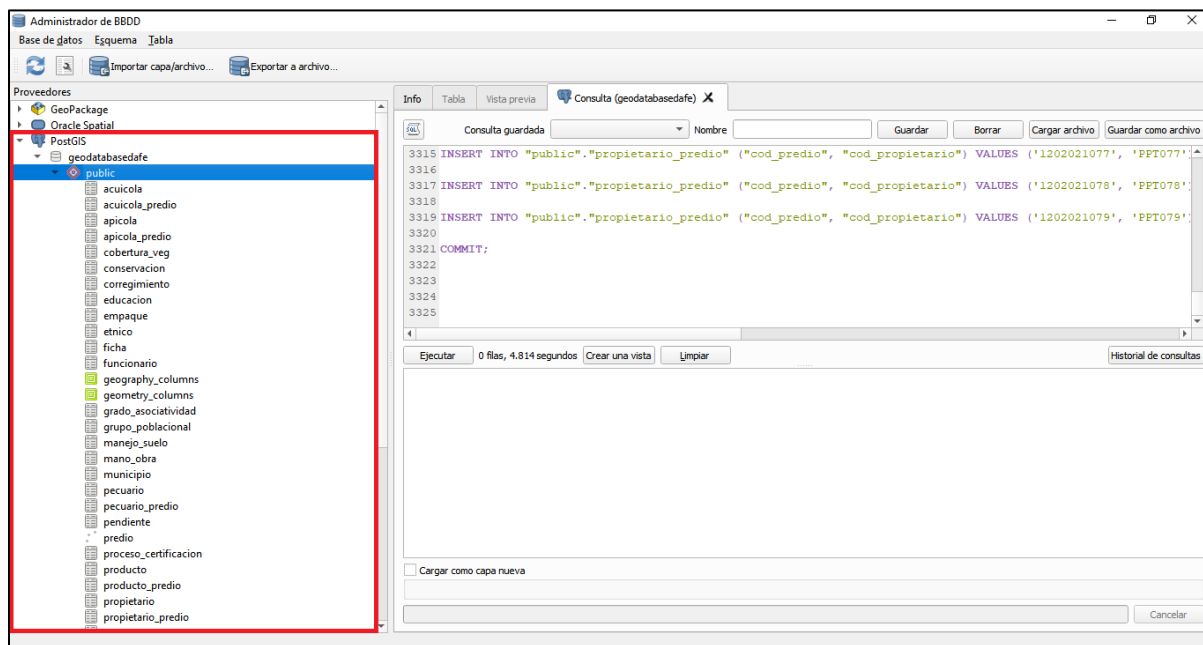 Administrador de BBDD
Base de datos Esquema Tabla
Importar capa/archivo... Exportar a archivo...
Proveedores
GeoPackage
Oracle Spatial
PostGIS
geodatabasedafe
public
acuicola
acuicola_predio
apicola
apicola_predio
cobertura_veg
conservacion
corregimiento
educacion
empaque
etnico
ficha
funcionario
geography_columns
geometry_columns
grado_asociatividad
grupo_poblacional
manejo_suelo
mano_obra
municipio
pecuario
pecuario_predio
pendiente
predio
proceso_certificacion
producto
producto_predio
propietario
propietario_predio
Info Tabla Vista previa Consulta (geodatabasedafe) X
Consulta guardada Nombre Guardar Borrar Cargar archivo Guardar como archivo
3315 INSERT INTO "public"."propietario_predio" ("cod_predio", "cod_propietario") VALUES ('1202021077', 'PPT077'
3316
3317 INSERT INTO "public"."propietario_predio" ("cod_predio", "cod_propietario") VALUES ('1202021078', 'PPT078'
3318
3319 INSERT INTO "public"."propietario_predio" ("cod_predio", "cod_propietario") VALUES ('1202021079', 'PPT079'
3320
3321 COMMIT;
3322
3323
3324
3325
Ejecutar 0 filas, 4.814 segundos Crear una vista Limpiar Historial de consultas
Cargar como capa nueva
Cancelar